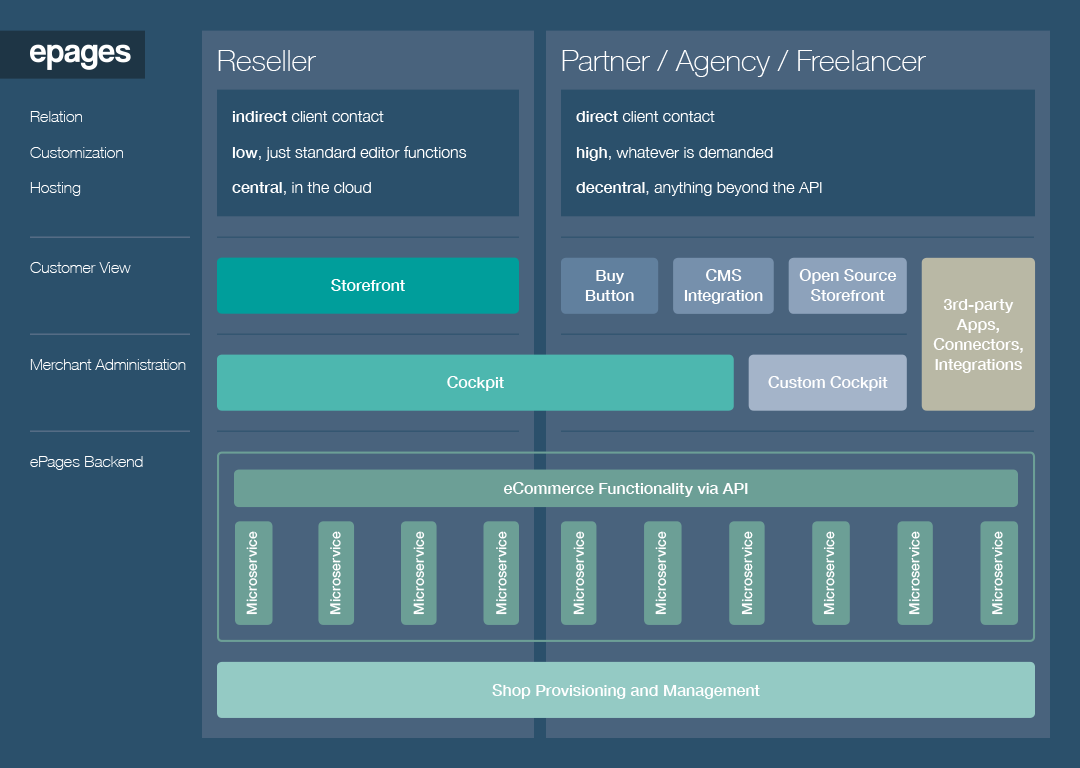 epages
Reseller
Partner / Agency / Freelancer
Relation
indirect client contact
direct client contact
Customization
low, just standard editor functions
high, whatever is demanded
Hosting
central, in the cloud
decentral, anything beyond the API
Customer View
Storefront
Buy
Button
CMS
Integration
Open Source
Storefront
3rd-party
Apps,
Connectors,
Integrations
Merchant Administration
Cockpit
Custom Cockpit
ePages Backend
eCommerce Functionality via API
Microservice
Microservice
Microservice
Microservice
Microservice
Microservice
Microservice
Microservice
Microservice
Microservice
Shop Provisioning and Management